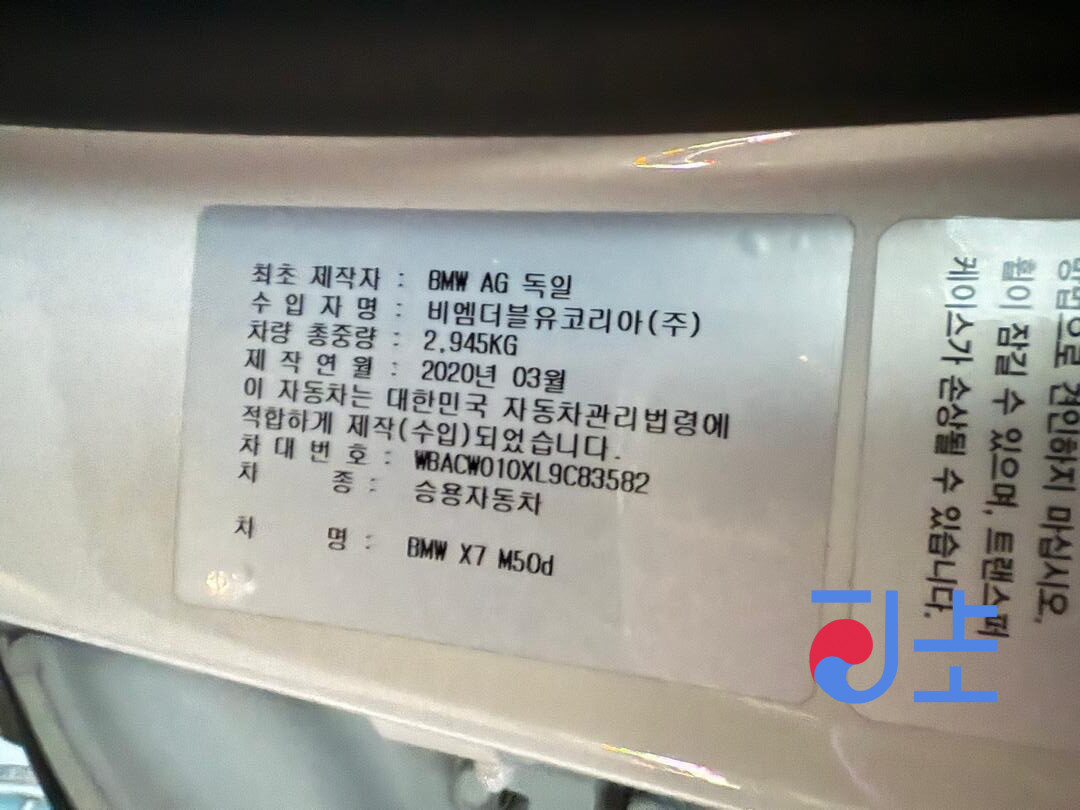 최초 제작자 : BMW AG 독일
수 입 자 명 : 비엠더블유코리아(주)
차량 총중량 : 2,945KG
제 작 연 월 : 2020년 03월
이 자동차는 대한민국 자동차관리법령에
적합하게 제작(수입)되었습니다.
차 대 번 호 : WBACW010XL9C83582
차 종 : 승용자동차
차 명 : BMW X7 M50d
견인하지 마십시오.
휠이 잠길 수 있으며, 트랜스퍼
케이스가 손상될 수 있습니다.